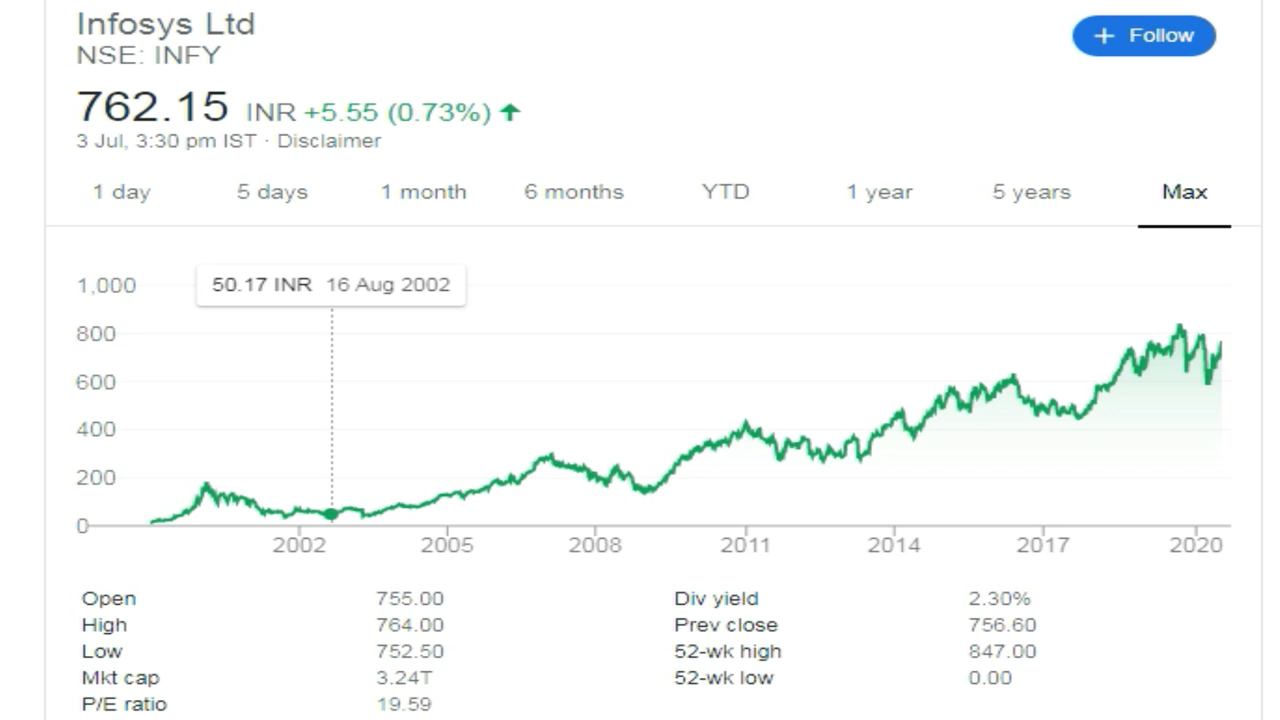 Infosys Ltd
NSE: INFY
+ Follow
762.15 INR +5.55 (0.73%) ↑
3 Jul, 3:30 pm IST · Disclaimer
1 day 5 days 1 month 6 months YTD 1 year 5 years Max
50.17 INR 16 Aug 2002
1,000
800
600
400
200
0
2002 2005 2008 2011 2014 2017 2020
Open 755.00 Div yield 2.30%
High 764.00 Prev close 756.60
Low 752.50 52-wk high 847.00
Mkt cap 3.24T 52-wk low 0.00
P/E ratio 19.59